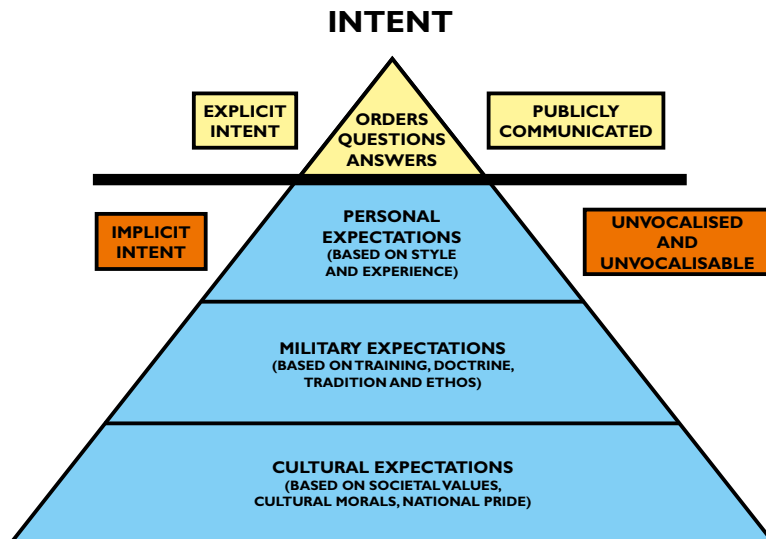 INTENT
EXPLICIT
INTENT
ORDERS
QUESTIONS
ANSWERS
PUBLICLY
COMMUNICATED
IMPLICIT
INTENT
PERSONAL
EXPECTATIONS
(BASED ON STYLE
AND EXPERIENCE)
UNVOCALISED
AND
UNVOCALISABLE
MILITARY EXPECTATIONS
(BASED ON TRAINING, DOCTRINE,
TRADITION AND ETHOS)
CULTURAL EXPECTATIONS
(BASED ON SOCIETAL VALUES,
CULTURAL MORALS, NATIONAL PRIDE)